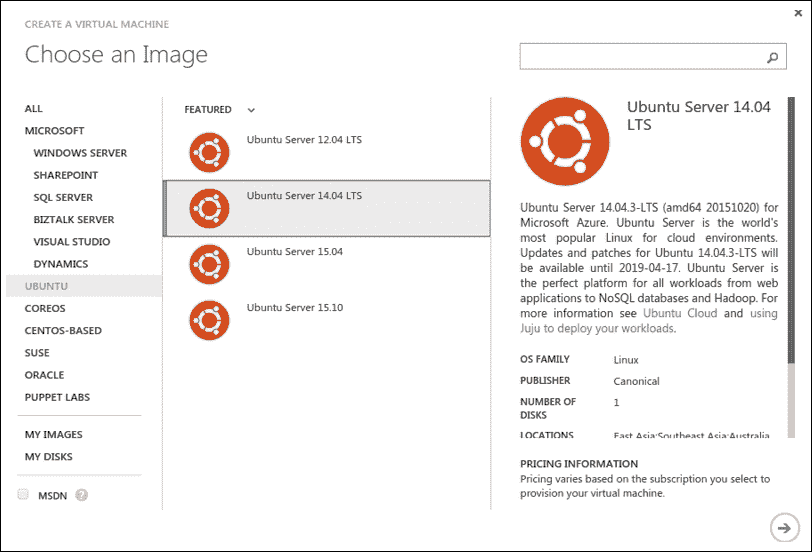 CREATE A VIRTUAL MACHINE
Choose an Image
ALL
MICROSOFT
WINDOWS SERVER
SHAREPOINT
SQL SERVER
BIZTALK SERVER
VISUAL STUDIO
DYNAMICS
UBUNTU
COREOS
CENTOS-BASED
SUSE
ORACLE
PUPPET LABS
MY IMAGES
MY DISKS
MSDN ?
FEATURED
Ubuntu Server 12.04 LTS
Ubuntu Server 14.04 LTS
Ubuntu Server 15.04
Ubuntu Server 15.10
Ubuntu Server 14.04
LTS
Ubuntu Server 14.04.3-LTS (amd64 20151020) for
Microsoft Azure. Ubuntu Server is the world's
most popular Linux for cloud environments.
Updates and patches for Ubuntu 14.04.3-LTS will
be available until 2019-04-17. Ubuntu Server is
the perfect platform for all workloads from web
applications to NoSQL databases and Hadoop. For
more information see Ubuntu Cloud and using
Juju to deploy your workloads.
OS FAMILY Linux
PUBLISHER Canonical
NUMBER OF 1
DISKS
LOCATIONS East Asia;Southeast Asia;Australia
PRICING INFORMATION
Pricing varies based on the subscription you select to
provision your virtual machine.